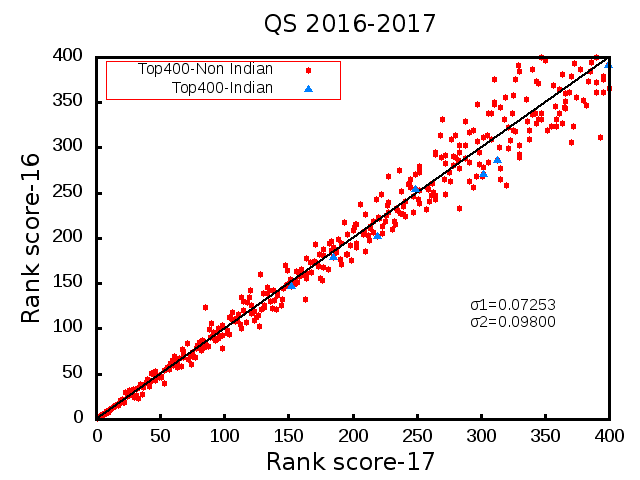 QS 2016-2017
Top400-Non Indian
Top400-Indian
400
350
300
250
200
150
100
50
0
Rank score-16
σ1=0.07253
σ2=0.09800
0 50 100 150 200 250 300 350 400
Rank score-17